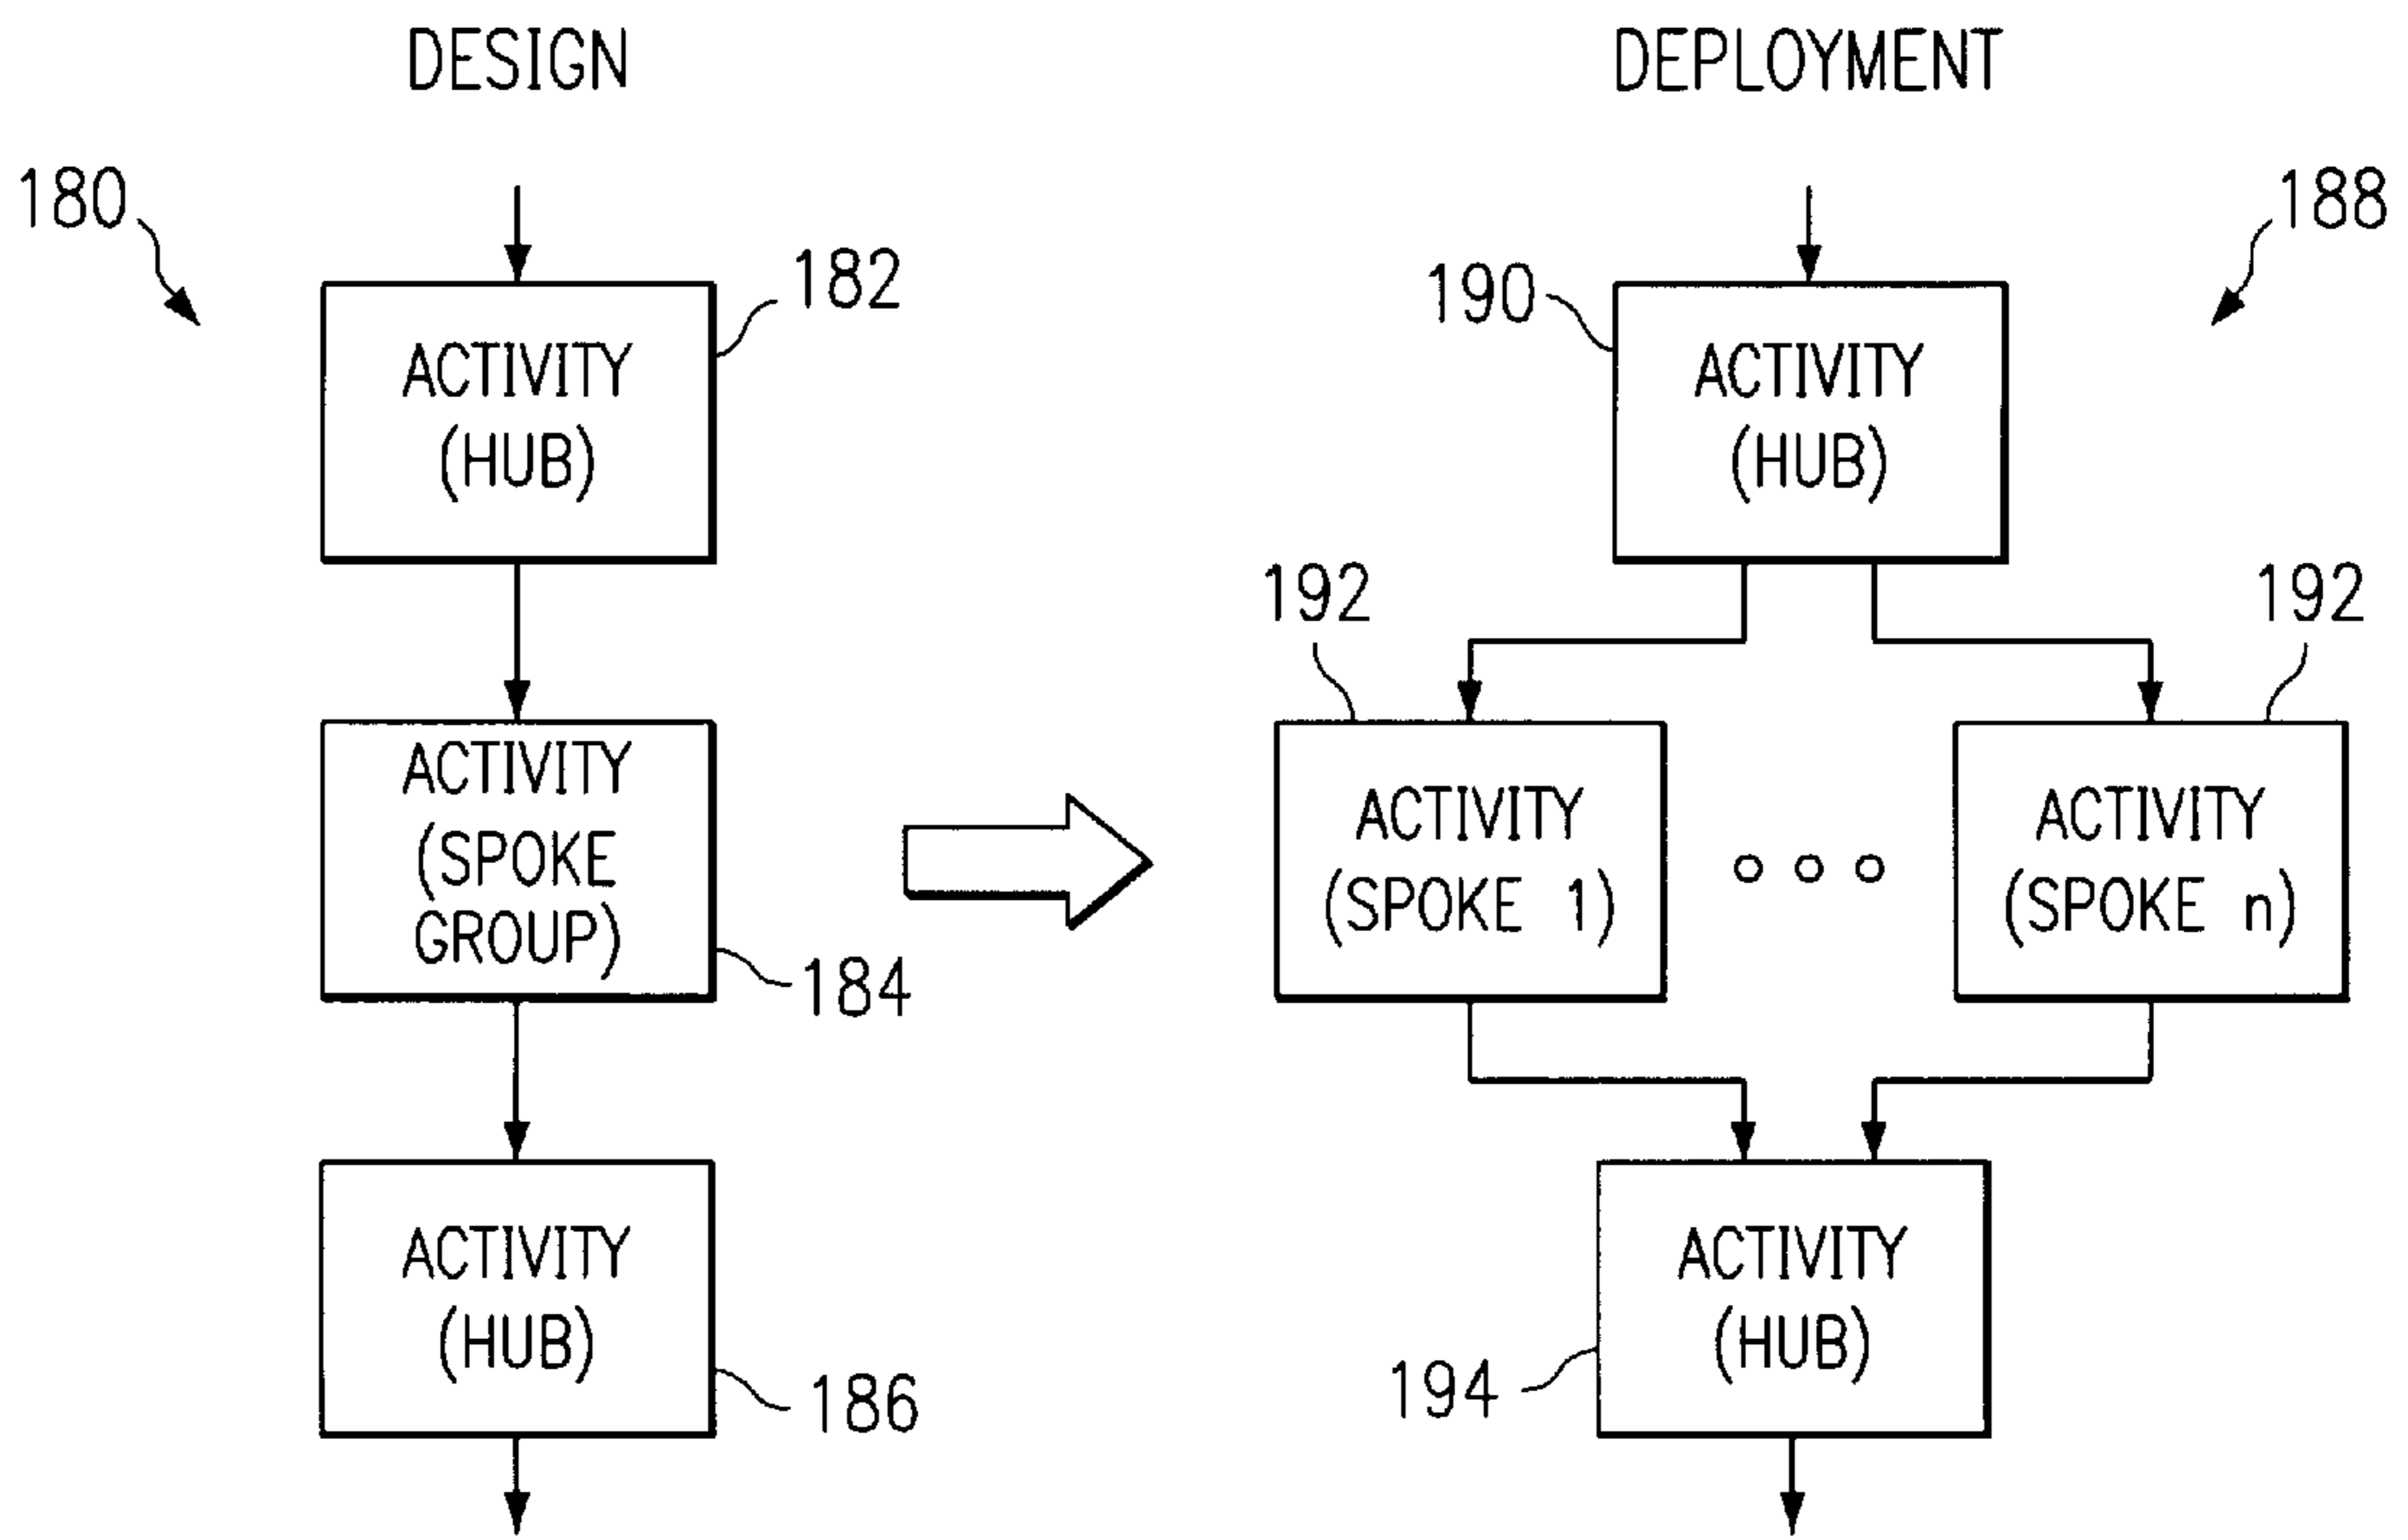 DESIGN
180
182
ACTIVITY
(HUB)
ACTIVITY
(SPOKE
GROUP)
184
ACTIVITY
(HUB)
186
DEPLOYMENT
188
190
ACTIVITY
(HUB)
192
192
ACTIVITY
(SPOKE 1)
ACTIVITY
(SPOKE n)
ACTIVITY
(HUB)
194